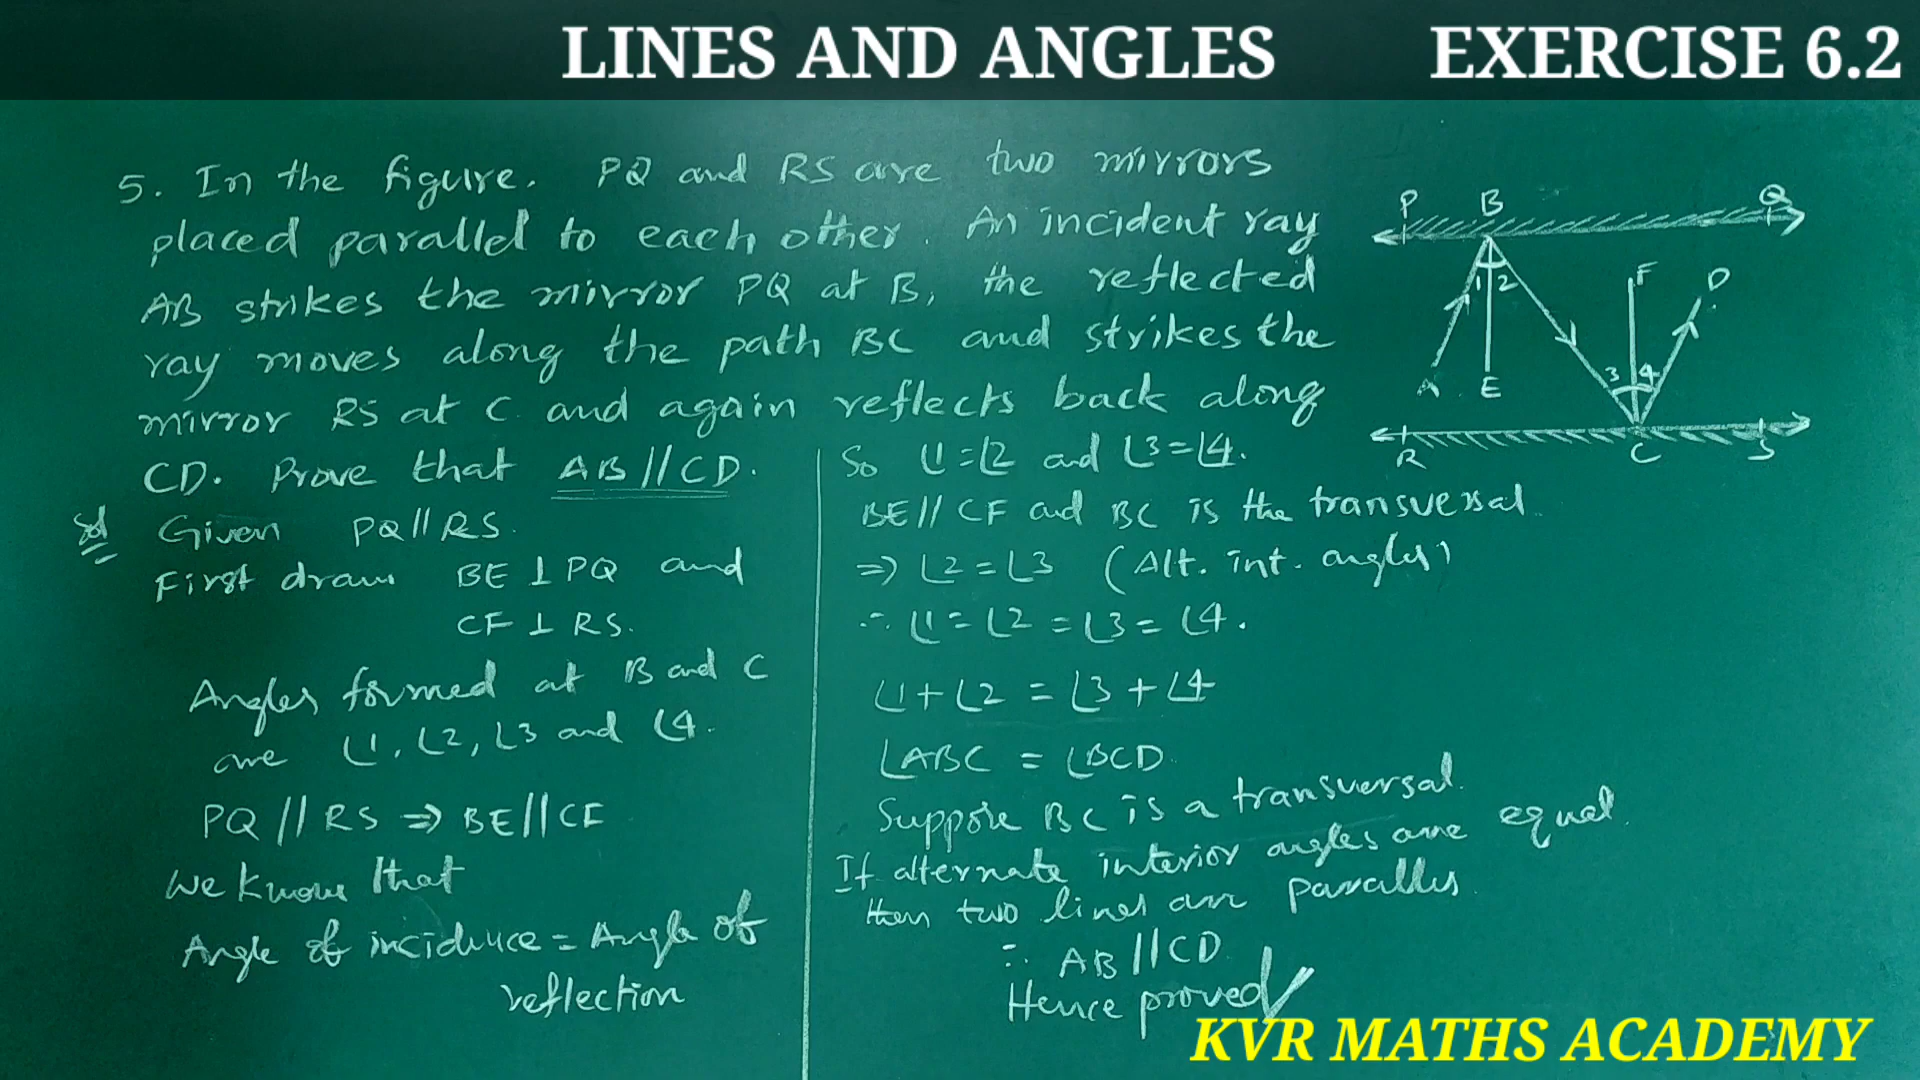 LINES AND ANGLES EXERCISE 6.2
5. In the figure. PQ and RS are two mirrors
placed parallel to each other. An incident ray
AB strikes the mirror PQ at B, the reflected
ray moves along the path BC and strikes the
mirror RS at C and again reflects back along
CD. Prove that AB//CD.
Sol Given PQ//RS.
First draw BE ⊥ PQ and
CF ⊥ RS.
Angles formed at B and C
are ∠1, ∠2, ∠3 and ∠4.
PQ // RS ⇒ BE//CF
We know that
Angle of incidence = Angle of
reflection
So ∠1 = ∠2 and ∠3 = ∠4.
BE // CF and BC is the transversal
⇒ ∠2 = ∠3 (Alt. int. angles)
∴ ∠1 = ∠2 = ∠3 = ∠4.
∠1 + ∠2 = ∠3 + ∠4
∠ABC = ∠BCD
Suppose BC is a transversal.
If alternate interior angles are equal.
then two lines are paralles.
∴ AB // CD
Hence proved
P B Q
1 2
F D
A E
3 4
R C S
KVR MATHS ACADEMY